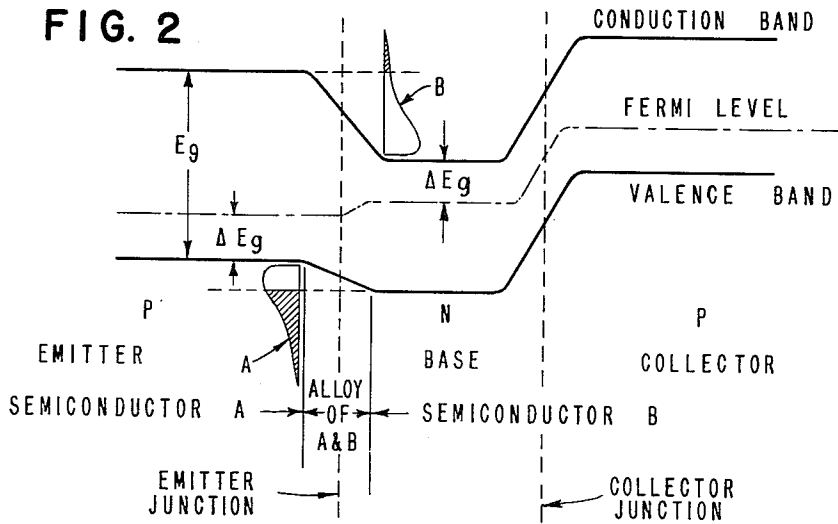 FIG. 2
CONDUCTION BAND
B
FERMI LEVEL
Eg
ΔEg
VALENCE BAND
Δ Eg
P
N
P
EMITTER
A
BASE
COLLECTOR
SEMICONDUCTOR A
ALLOY
OF
A&B
SEMICONDUCTOR B
EMITTER
JUNCTION
COLLECTOR
JUNCTION